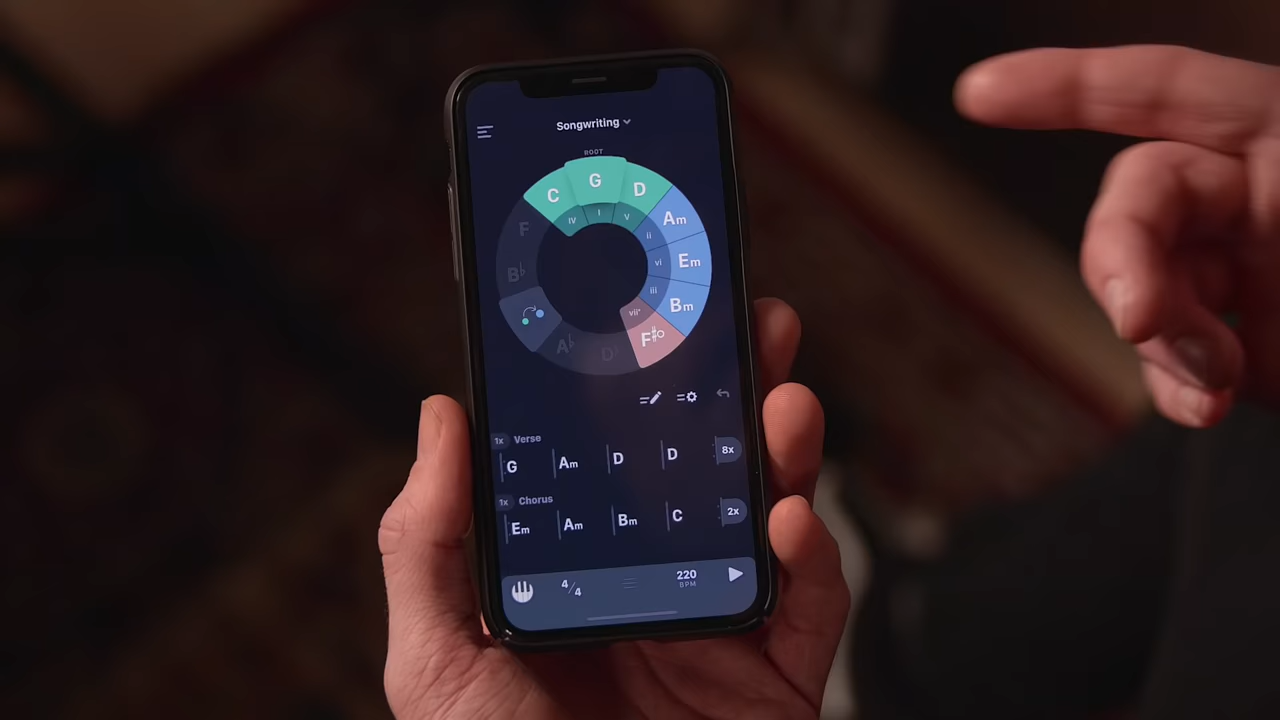 Songwriting
ROOT
C G D Am Em Bm F♯o
IV I V ii vi iii vii°
F
B♭
A♭
D♭
1x Verse
G Am D D 8x
1x Chorus
Em Am Bm C 2x
4/4
220
BPM